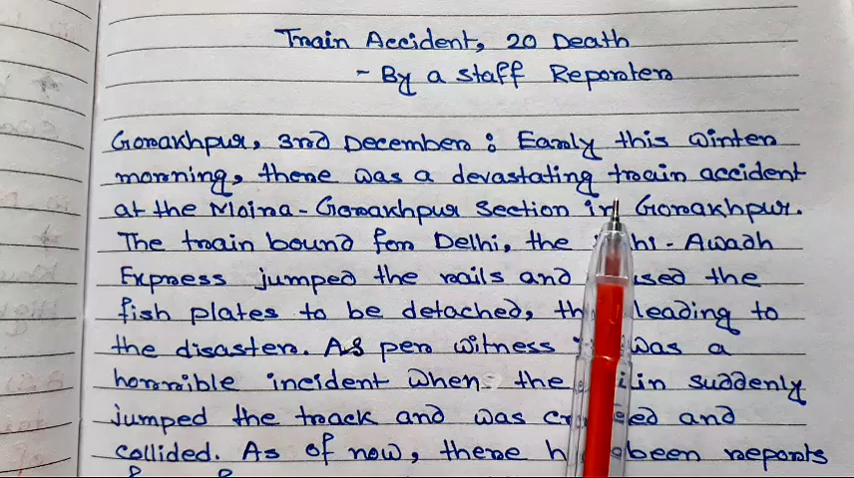 Train Accident, 20 Death
- By a staff Reporter
Gorakhpur, 3rd December : Early this winter
morning, there was a devastating train accident
at the Moina - Gorakhpur section in Gorakhpur.
The train bound for Delhi, the - Awadh
Express jumped the rails and the
fish plates to be detached, leading to
the disaster. As per witness was a
horrible incident when the suddenly
jumped the track and was and
collided. As of now, there been reports